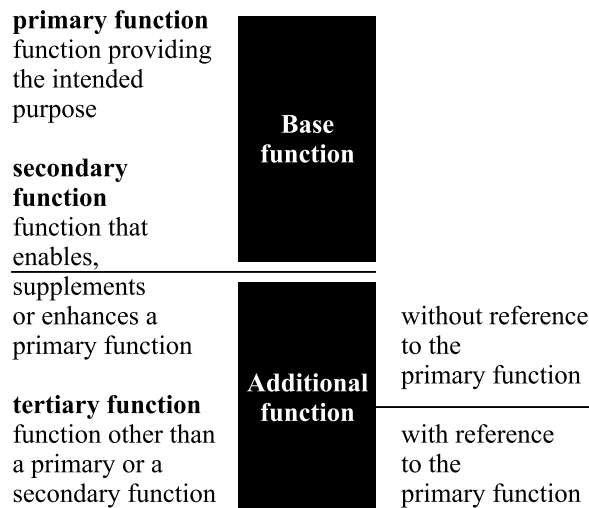 primary function
function providing
the intended
purpose
secondary
function
function that
enables,
supplements
or enhances a
primary function
tertiary function
function other than
a primary or a
secondary function
Base
function
Additional
function
without reference
to the
primary function
with reference
to the
primary function